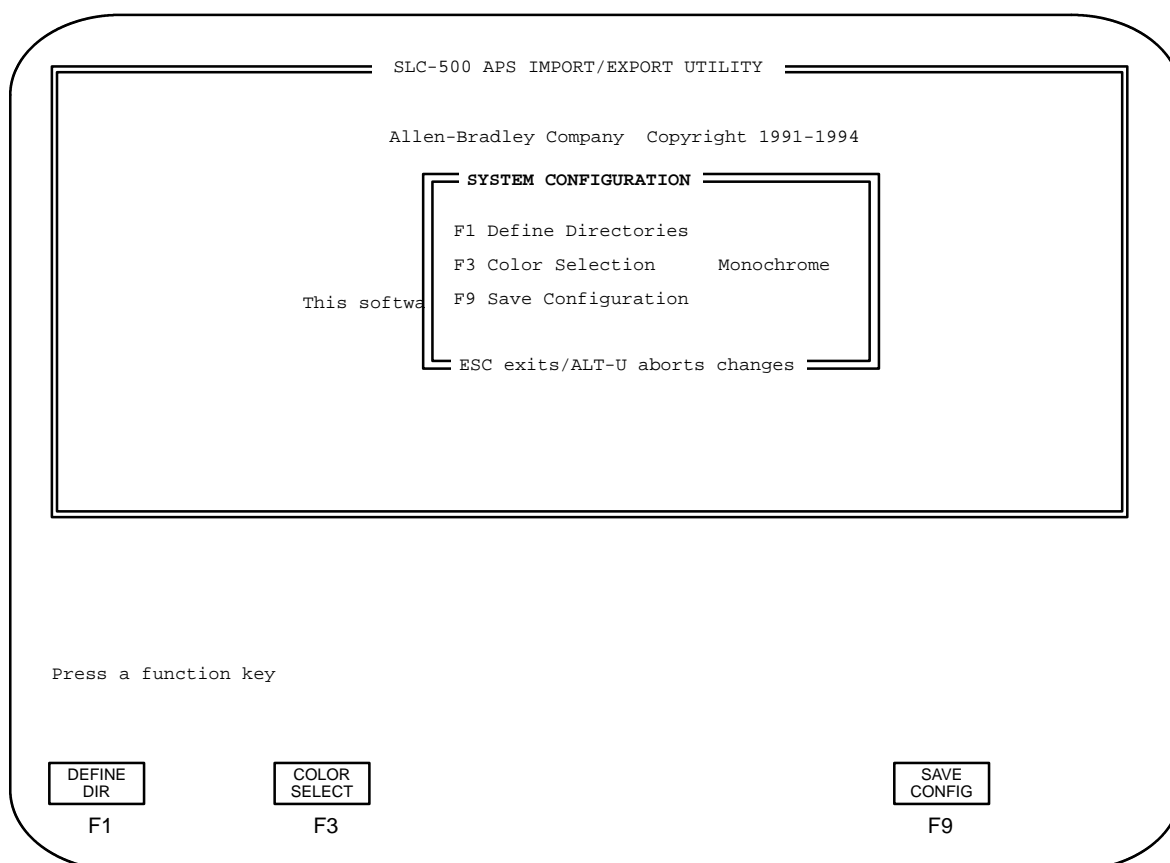 SLC-500 APS IMPORT/EXPORT UTILITY
Allen-Bradley Company Copyright 1991-1994
SYSTEM CONFIGURATION
F1 Define Directories
F3 Color Selection Monochrome
This softwa
F9 Save Configuration
ESC exits/ALT-U aborts changes
Press a function key
DEFINE
DIR
F1
COLOR
SELECT
F3
SAVE
CONFIG
F9